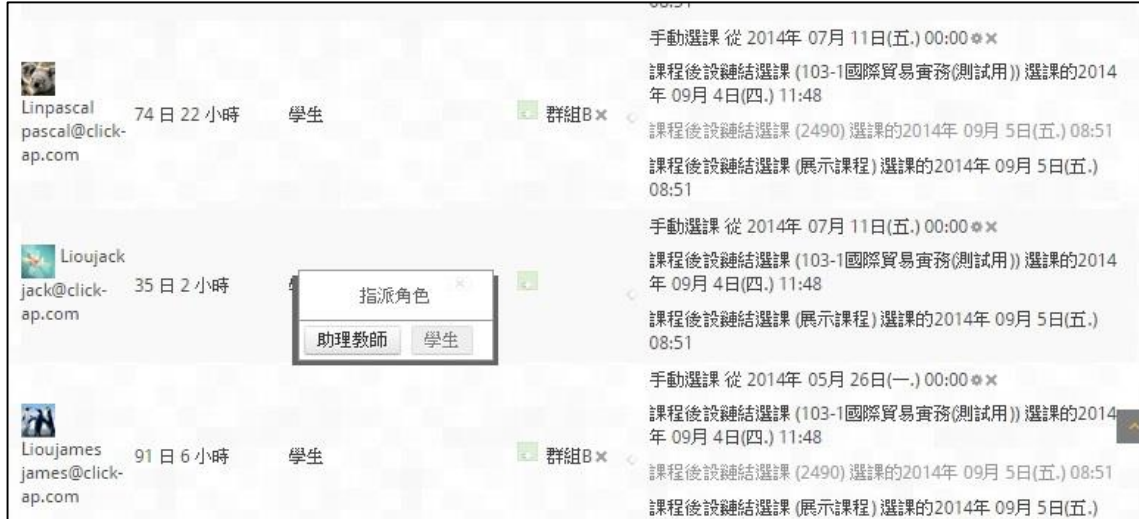 手動選課 從 2014年 07月 11日(五.) 00:00
課程後設鏈結選課 (103-1國際貿易實務(測試用)) 選課的2014
年 09月 4日(四.) 11:48
Linpascal
pascal@click-
ap.com
74 日 22 小時
學生
群組B
課程後設鏈結選課 (2490) 選課的2014年 09月 5日(五.) 08:51
課程後設鏈結選課 (展示課程) 選課的2014年 09月 5日(五.)
08:51
手動選課 從 2014年 07月 11日(五.) 00:00
Lioujack
jack@click-
ap.com
35 日 2 小時
課程後設鏈結選課 (103-1國際貿易實務(測試用)) 選課的2014
年 09月 4日(四.) 11:48
指派角色
助理教師
學生
課程後設鏈結選課 (展示課程) 選課的2014年 09月 5日(五.)
08:51
手動選課 從 2014年 05月 26日(一.) 00:00
課程後設鏈結選課 (103-1國際貿易實務(測試用)) 選課的2014
年 09月 4日(四.) 11:48
Lioujames
james@click-
ap.com
91 日 6 小時
學生
群組B
課程後設鏈結選課 (2490) 選課的2014年 09月 5日(五.) 08:51
課程後設鏈結選課 (展示課程) 選課的2014年 09月 5日(五.)